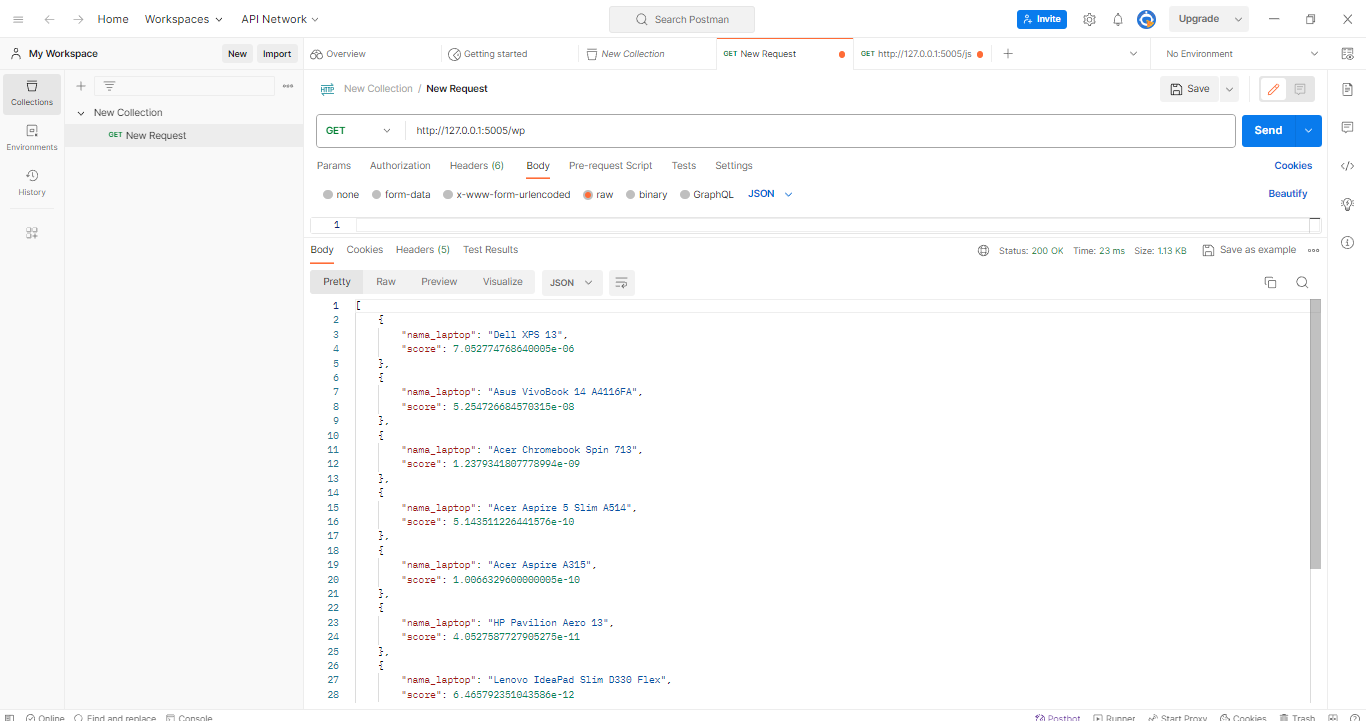 Home Workspaces API Network Search Postman Invite Upgrade
My Workspace New Import Overview Getting started New Collection GET New Request GET http://127.0.0.1:5005/js No Environment
Collections
Environments
History
New Collection
GET New Request
HTTP New Collection / New Request Save
GET http://127.0.0.1:5005/wp Send
Params Authorization Headers (6) Body Pre-request Script Tests Settings Cookies
none form-data x-www-form-urlencoded raw binary GraphQL JSON Beautify
1
Body Cookies Headers (5) Test Results Status: 200 OK Time: 23 ms Size: 1.13 KB Save as example
Pretty Raw Preview Visualize JSON
1 [
2 {
3 "nama_laptop": "Dell XPS 13",
4 "score": 7.052774768640005e-06
5 },
6 {
7 "nama_laptop": "Asus VivoBook 14 A4116FA",
8 "score": 5.254726684570315e-08
9 },
10 {
11 "nama_laptop": "Acer Chromebook Spin 713",
12 "score": 1.2379341807778994e-09
13 },
14 {
15 "nama_laptop": "Acer Aspire 5 Slim A514",
16 "score": 5.143511226441576e-10
17 },
18 {
19 "nama_laptop": "Acer Aspire A315",
20 "score": 1.0066329600000005e-10
21 },
22 {
23 "nama_laptop": "HP Pavilion Aero 13",
24 "score": 4.0527587727905275e-11
25 },
26 {
27 "nama_laptop": "Lenovo IdeaPad Slim D330 Flex",
28 "score": 6.465792351043586e-12
Online Find and replace Console Postbot Runner Start Proxy Cookies Trash